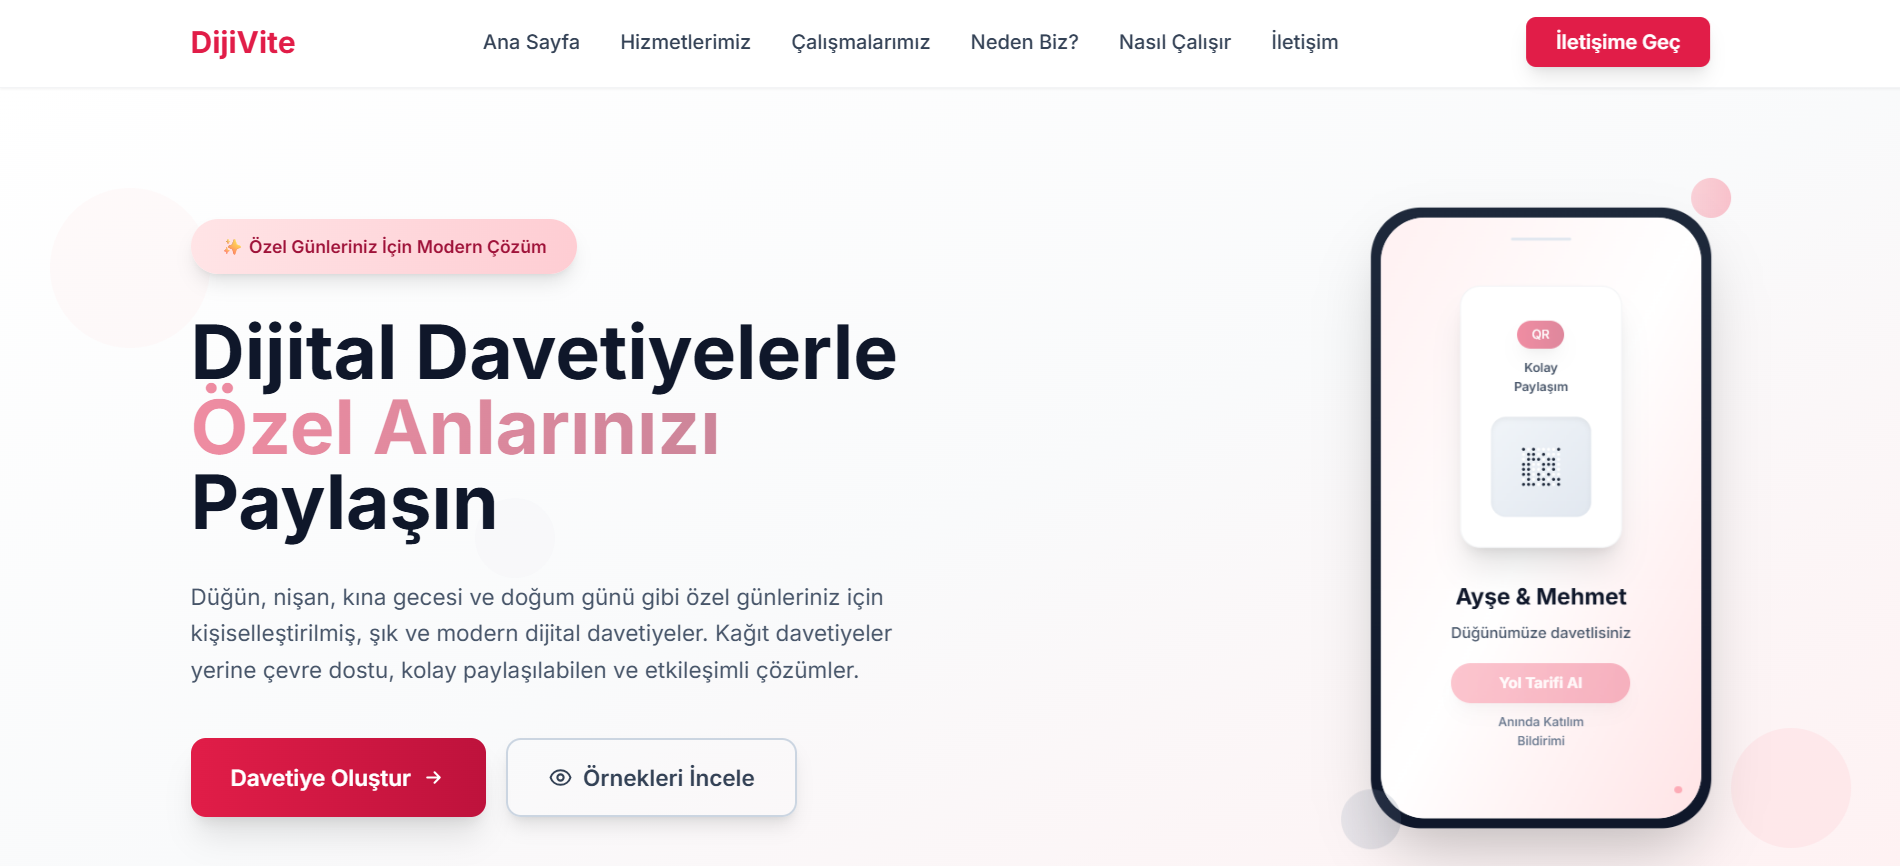 DijiVite
Ana Sayfa
Hizmetlerimiz
Çalışmalarımız
Neden Biz?
Nasıl Çalışır
İletişim
İletişime Geç
✨ Özel Günleriniz İçin Modern Çözüm
Dijital Davetiyelerle
Özel Anlarınızı
Paylaşın
Düğün, nişan, kına gecesi ve doğum günü gibi özel günleriniz için
kişiselleştirilmiş, şık ve modern dijital davetiyeler. Kağıt davetiyeler
yerine çevre dostu, kolay paylaşılabilen ve etkileşimli çözümler.
Davetiye Oluştur →
Örnekleri İncele
QR
Kolay
Paylaşım
Ayşe & Mehmet
Düğünümüze davetlisiniz
Yol Tarifi Al
Anında Katılım
Bildirimi